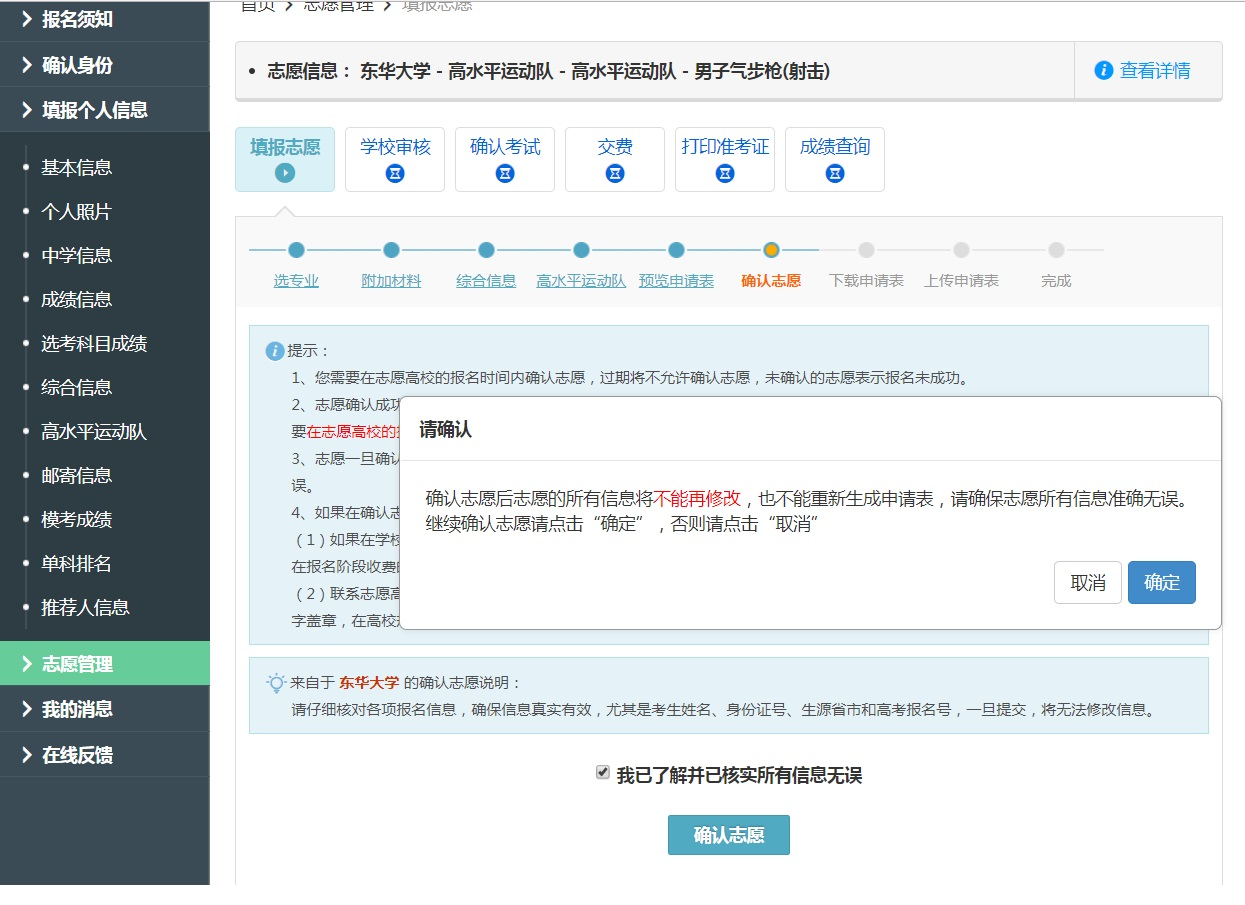 首页 > 志愿管理 > 填报志愿
报名须知
确认身份
填报个人信息
基本信息
个人照片
中学信息
成绩信息
选考科目成绩
综合信息
高水平运动队
邮寄信息
模考成绩
单科排名
推荐人信息
志愿管理
我的消息
在线反馈
• 志愿信息： 东华大学 - 高水平运动队 - 高水平运动队 - 男子气步枪(射击)
查看详情
填报志愿 学校审核 确认考试 交费 打印准考证 成绩查询
选专业 附加材料 综合信息 高水平运动队 预览申请表 确认志愿 下载申请表 上传申请表 完成
提示：
1、您需要在志愿高校的报名时间内确认志愿，过期将不允许确认志愿，未确认的志愿表示报名未成功。
2、志愿确认成功
要在志愿高校的
3、志愿一旦确认
误。
4、如果在确认志
（1）如果在学校
在报名阶段收费
（2）联系志愿高
字盖章，在高校
请确认
确认志愿后志愿的所有信息将不能再修改，也不能重新生成申请表，请确保志愿所有信息准确无误。
继续确认志愿请点击“确定”，否则请点击“取消”
取消 确定
来自于 东华大学 的确认志愿说明：
请仔细核对各项报名信息，确保信息真实有效，尤其是考生姓名、身份证号、生源省市和高考报名号，一旦提交，将无法修改信息。
我已了解并已核实所有信息无误
确认志愿